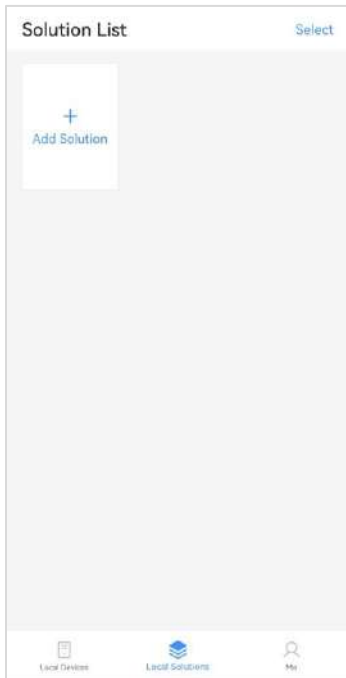 Solution List
Select
+
Add Solution
Local Devices
Local Solutions
Me